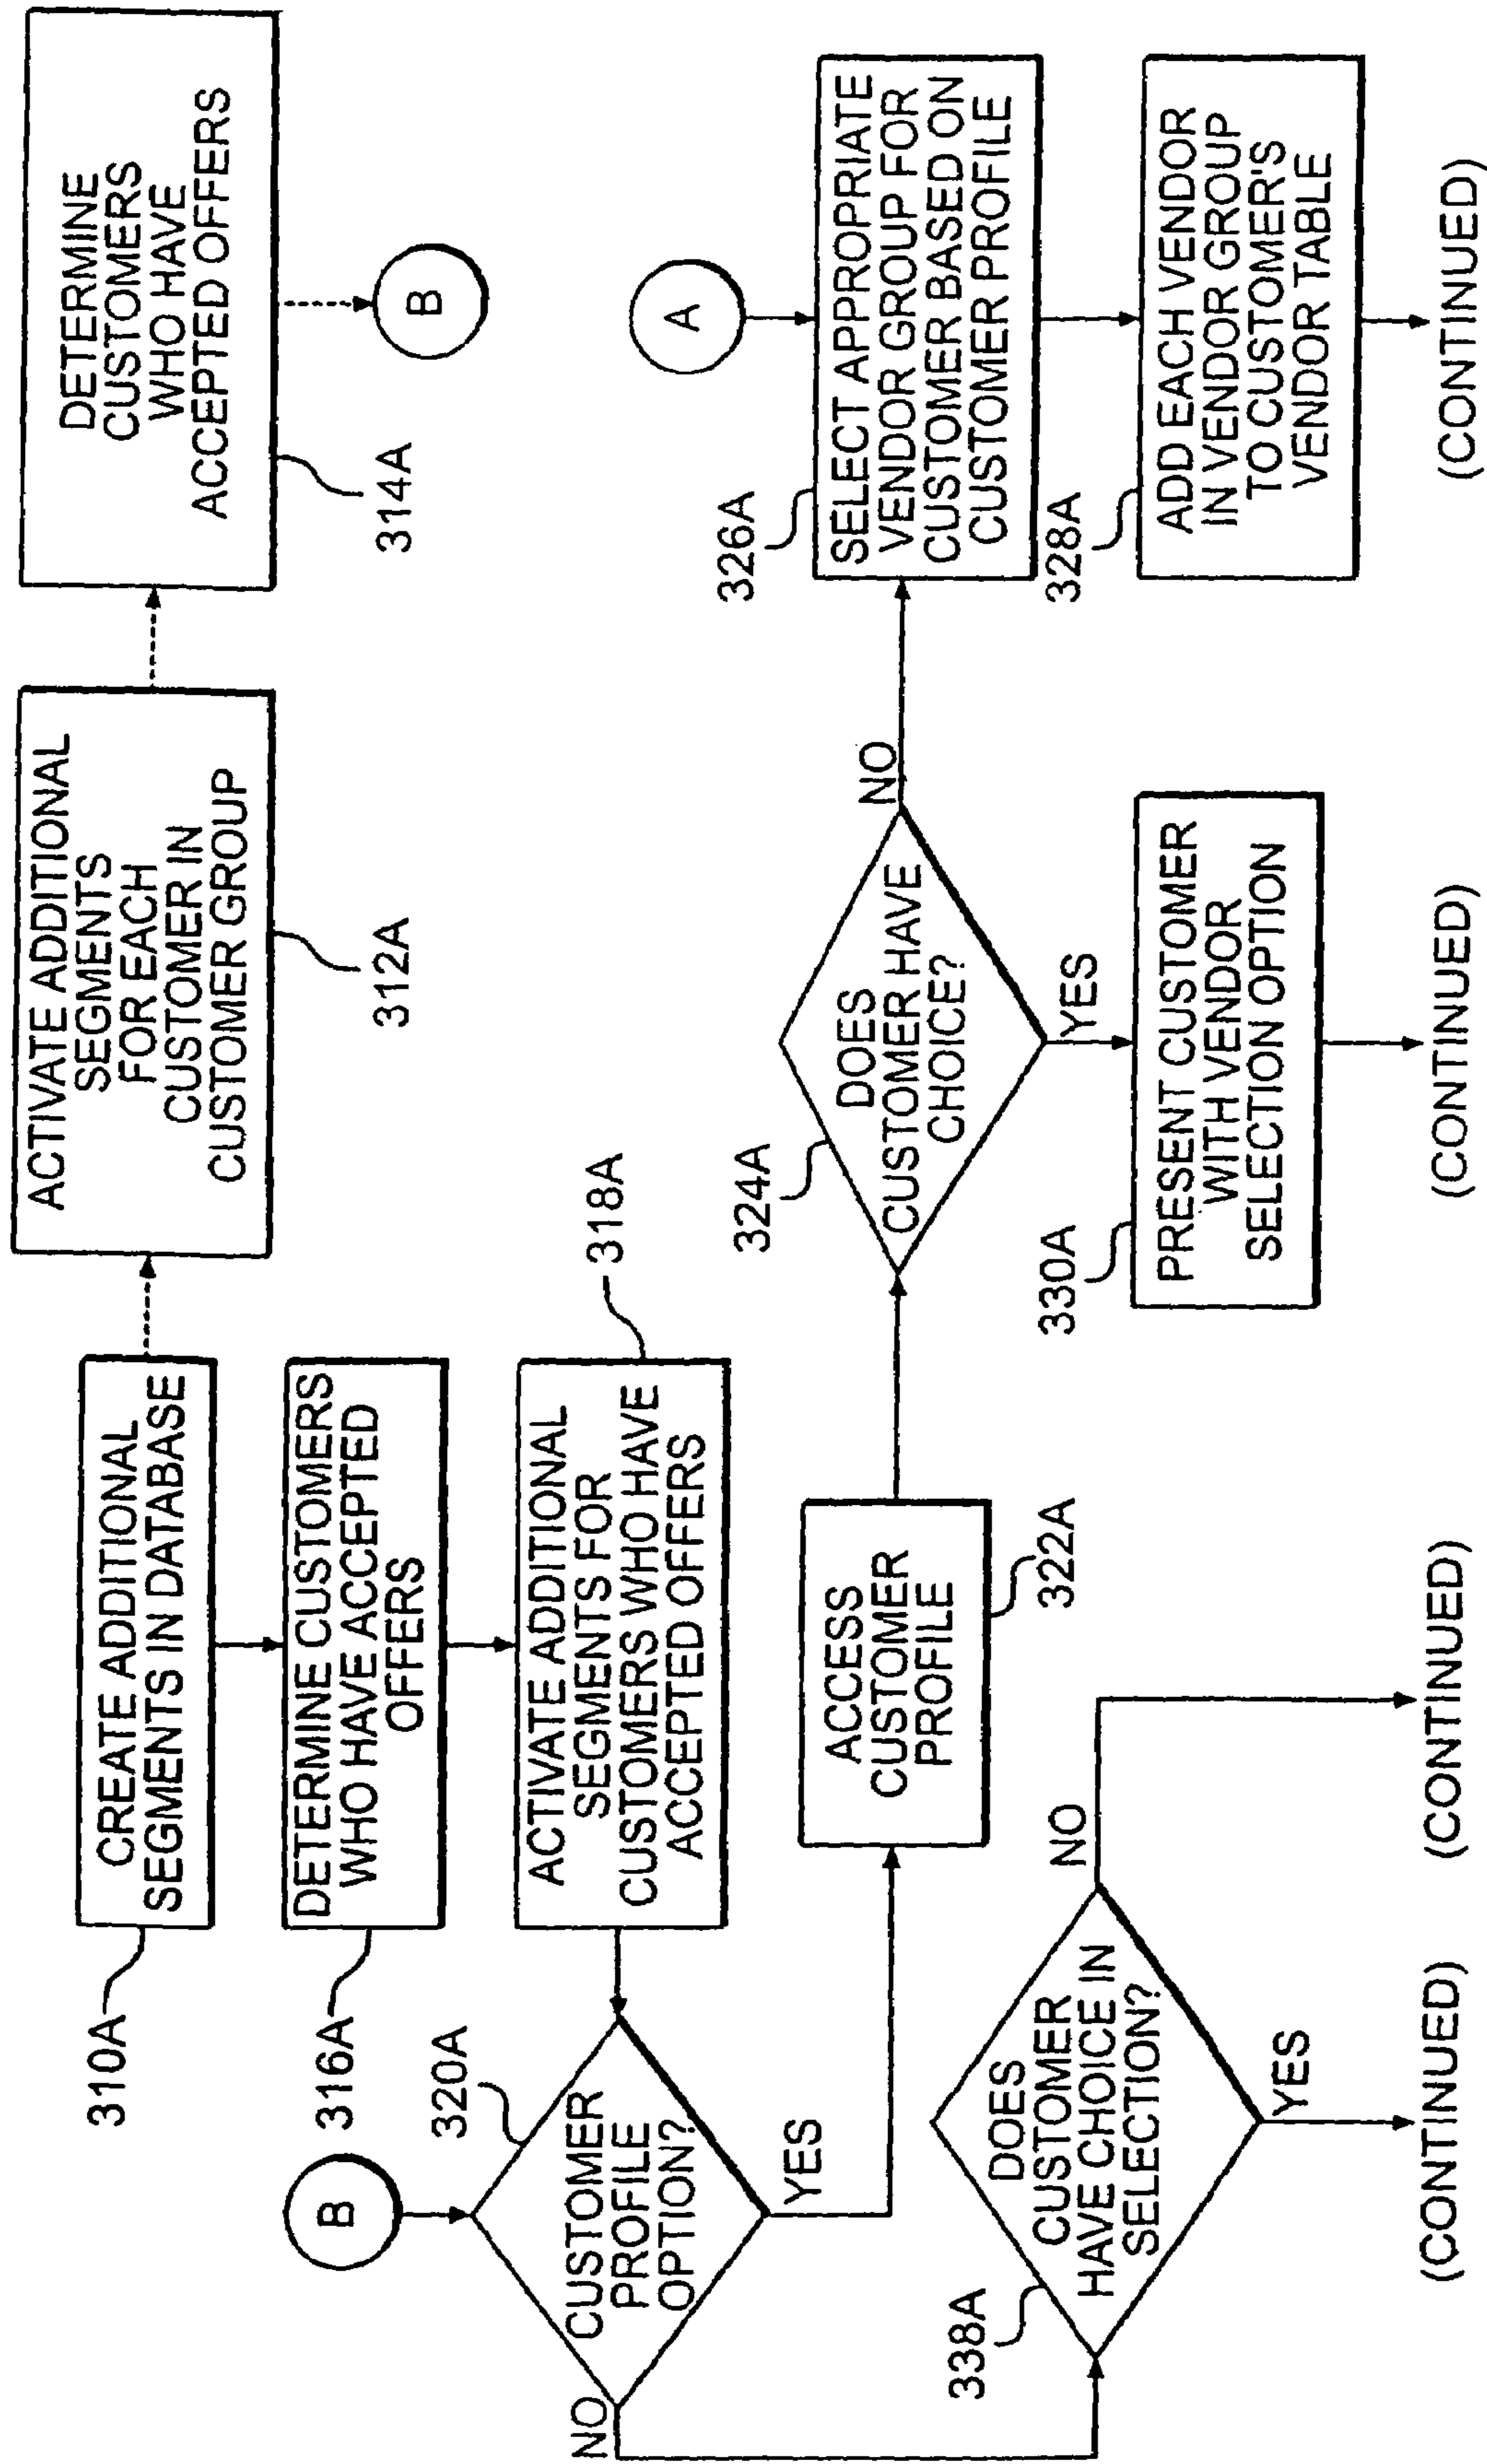 CREATE ADDITIONAL
SEGMENTS IN DATABASE
310A
ACTIVATE ADDITIONAL
SEGMENTS
FOR EACH
CUSTOMER IN
CUSTOMER GROUP
312A
DETERMINE
CUSTOMERS
WHO HAVE
ACCEPTED OFFERS
314A
B
DETERMINE CUSTOMERS
WHO HAVE ACCEPTED
OFFERS
316A
ACTIVATE ADDITIONAL
SEGMENTS FOR
CUSTOMERS WHO HAVE
ACCEPTED OFFERS
318A
B
320A
CUSTOMER
PROFILE
OPTION?
NO
YES
ACCESS
CUSTOMER
PROFILE
322A
324A
DOES
CUSTOMER HAVE
CHOICE?
NO
YES
A
326A
SELECT APPROPRIATE
VENDOR GROUP FOR
CUSTOMER BASED ON
CUSTOMER PROFILE
328A
ADD EACH VENDOR
IN VENDOR GROUP
TO CUSTOMER'S
VENDOR TABLE
330A
PRESENT CUSTOMER
WITH VENDOR
SELECTION OPTION
338A
DOES
CUSTOMER
HAVE CHOICE IN
SELECTION?
NO
YES
(CONTINUED)
(CONTINUED)
(CONTINUED)
(CONTINUED)